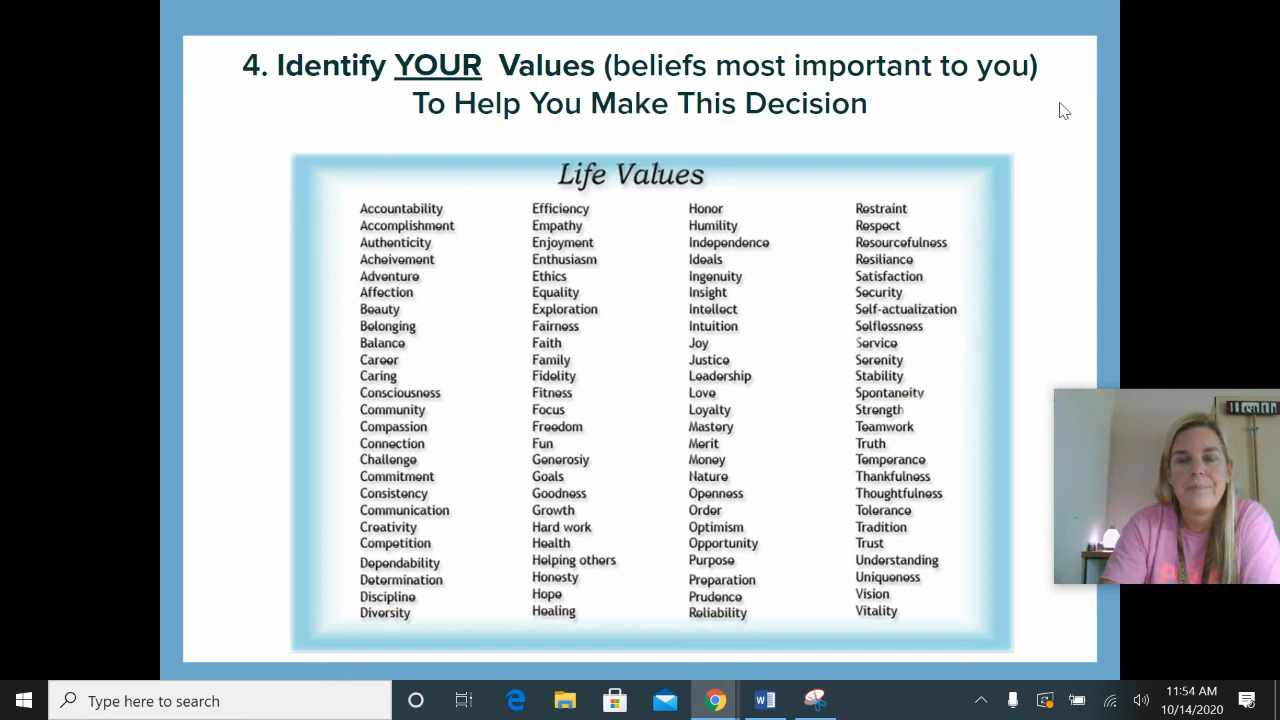 4. Identify YOUR Values (beliefs most important to you)
To Help You Make This Decision
Life Values
Accountability
Accomplishment
Authenticity
Acheivement
Adventure
Affection
Beauty
Belonging
Balance
Career
Caring
Consciousness
Community
Compassion
Connection
Challenge
Commitment
Consistency
Communication
Creativity
Competition
Dependability
Determination
Discipline
Diversity
Efficiency
Empathy
Enjoyment
Enthusiasm
Ethics
Equality
Exploration
Fairness
Faith
Family
Fidelity
Fitness
Focus
Freedom
Fun
Generosiy
Goals
Goodness
Growth
Hard work
Health
Helping others
Honesty
Hope
Healing
Honor
Humility
Independence
Ideals
Ingenuity
Insight
Intellect
Intuition
Joy
Justice
Leadership
Love
Loyalty
Mastery
Merit
Money
Nature
Openness
Order
Optimism
Opportunity
Purpose
Preparation
Prudence
Reliability
Restraint
Respect
Resourcefulness
Resiliance
Satisfaction
Security
Self-actualization
Selflessness
Service
Serenity
Stability
Spontaneity
Strength
Teamwork
Truth
Temperance
Thankfulness
Thoughtfulness
Tolerance
Tradition
Trust
Understanding
Uniqueness
Vision
Vitality
Health
Type here to search
11:54 AM
10/14/2020